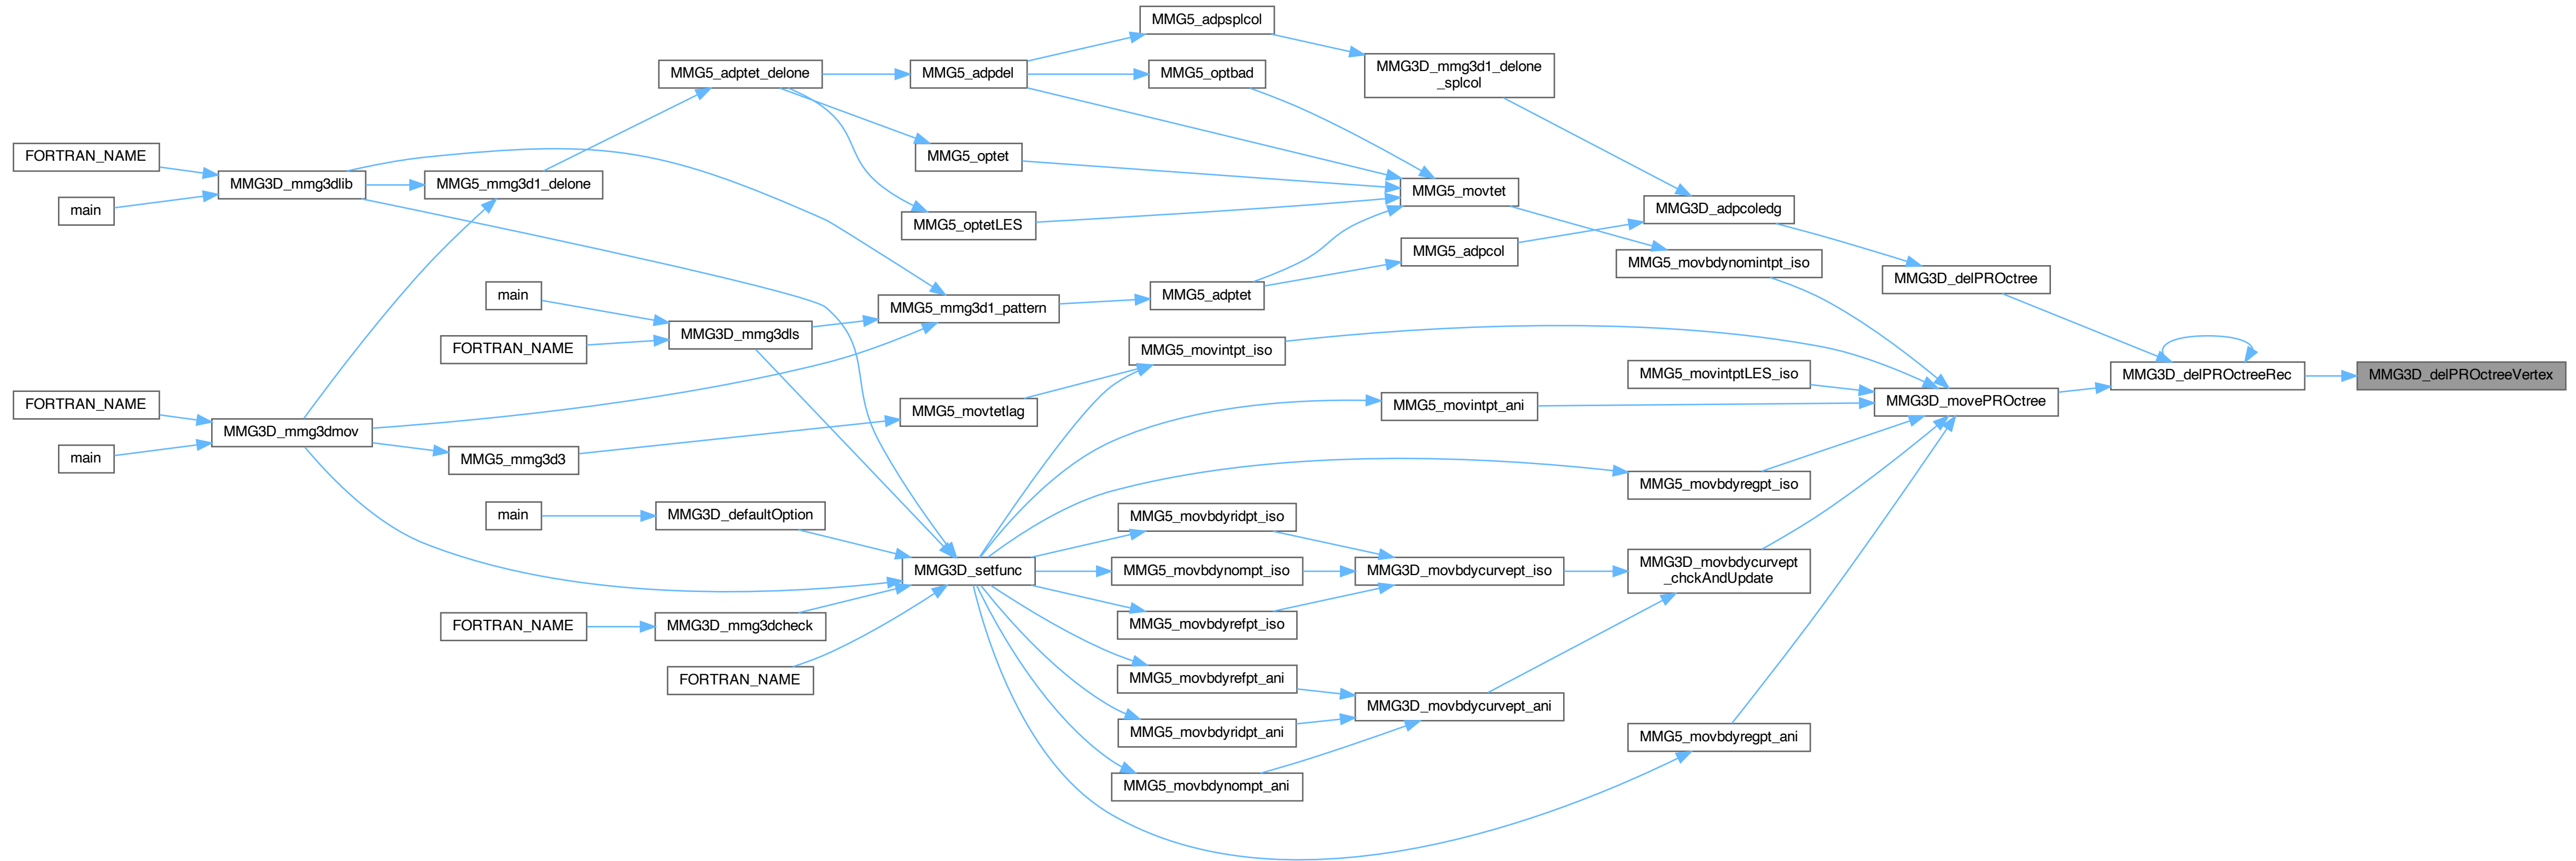 MMG5_adpsplcol
MMG5_adptet_delone
MMG5_adpdel
MMG5_optbad
MMG3D_mmg3d1_delone
_splcol
FORTRAN_NAME
MMG3D_mmg3dlib
main
MMG5_mmg3d1_delone
MMG5_optet
MMG5_optetLES
MMG5_movtet
MMG3D_adpcoledg
MMG5_adpcol
MMG5_movbdynomintpt_iso
MMG3D_delPROctree
main
FORTRAN_NAME
MMG3D_mmg3dls
MMG5_mmg3d1_pattern
MMG5_adptet
MMG5_movintpt_iso
MMG5_movintptLES_iso
MMG3D_movePROctree
MMG3D_delPROctreeRec
MMG3D_delPROctreeVertex
FORTRAN_NAME
MMG3D_mmg3dmov
main
MMG5_mmg3d3
MMG5_movtetlag
MMG5_movintpt_ani
MMG5_movbdyregpt_iso
main
MMG3D_defaultOption
MMG5_movbdyridpt_iso
MMG3D_setfunc
MMG5_movbdynompt_iso
MMG3D_movbdycurvept_iso
MMG3D_movbdycurvept
_chckAndUpdate
FORTRAN_NAME
MMG3D_mmg3dcheck
MMG5_movbdyrefpt_iso
FORTRAN_NAME
MMG5_movbdyrefpt_ani
MMG3D_movbdycurvept_ani
MMG5_movbdyridpt_ani
MMG5_movbdyregpt_ani
MMG5_movbdynompt_ani